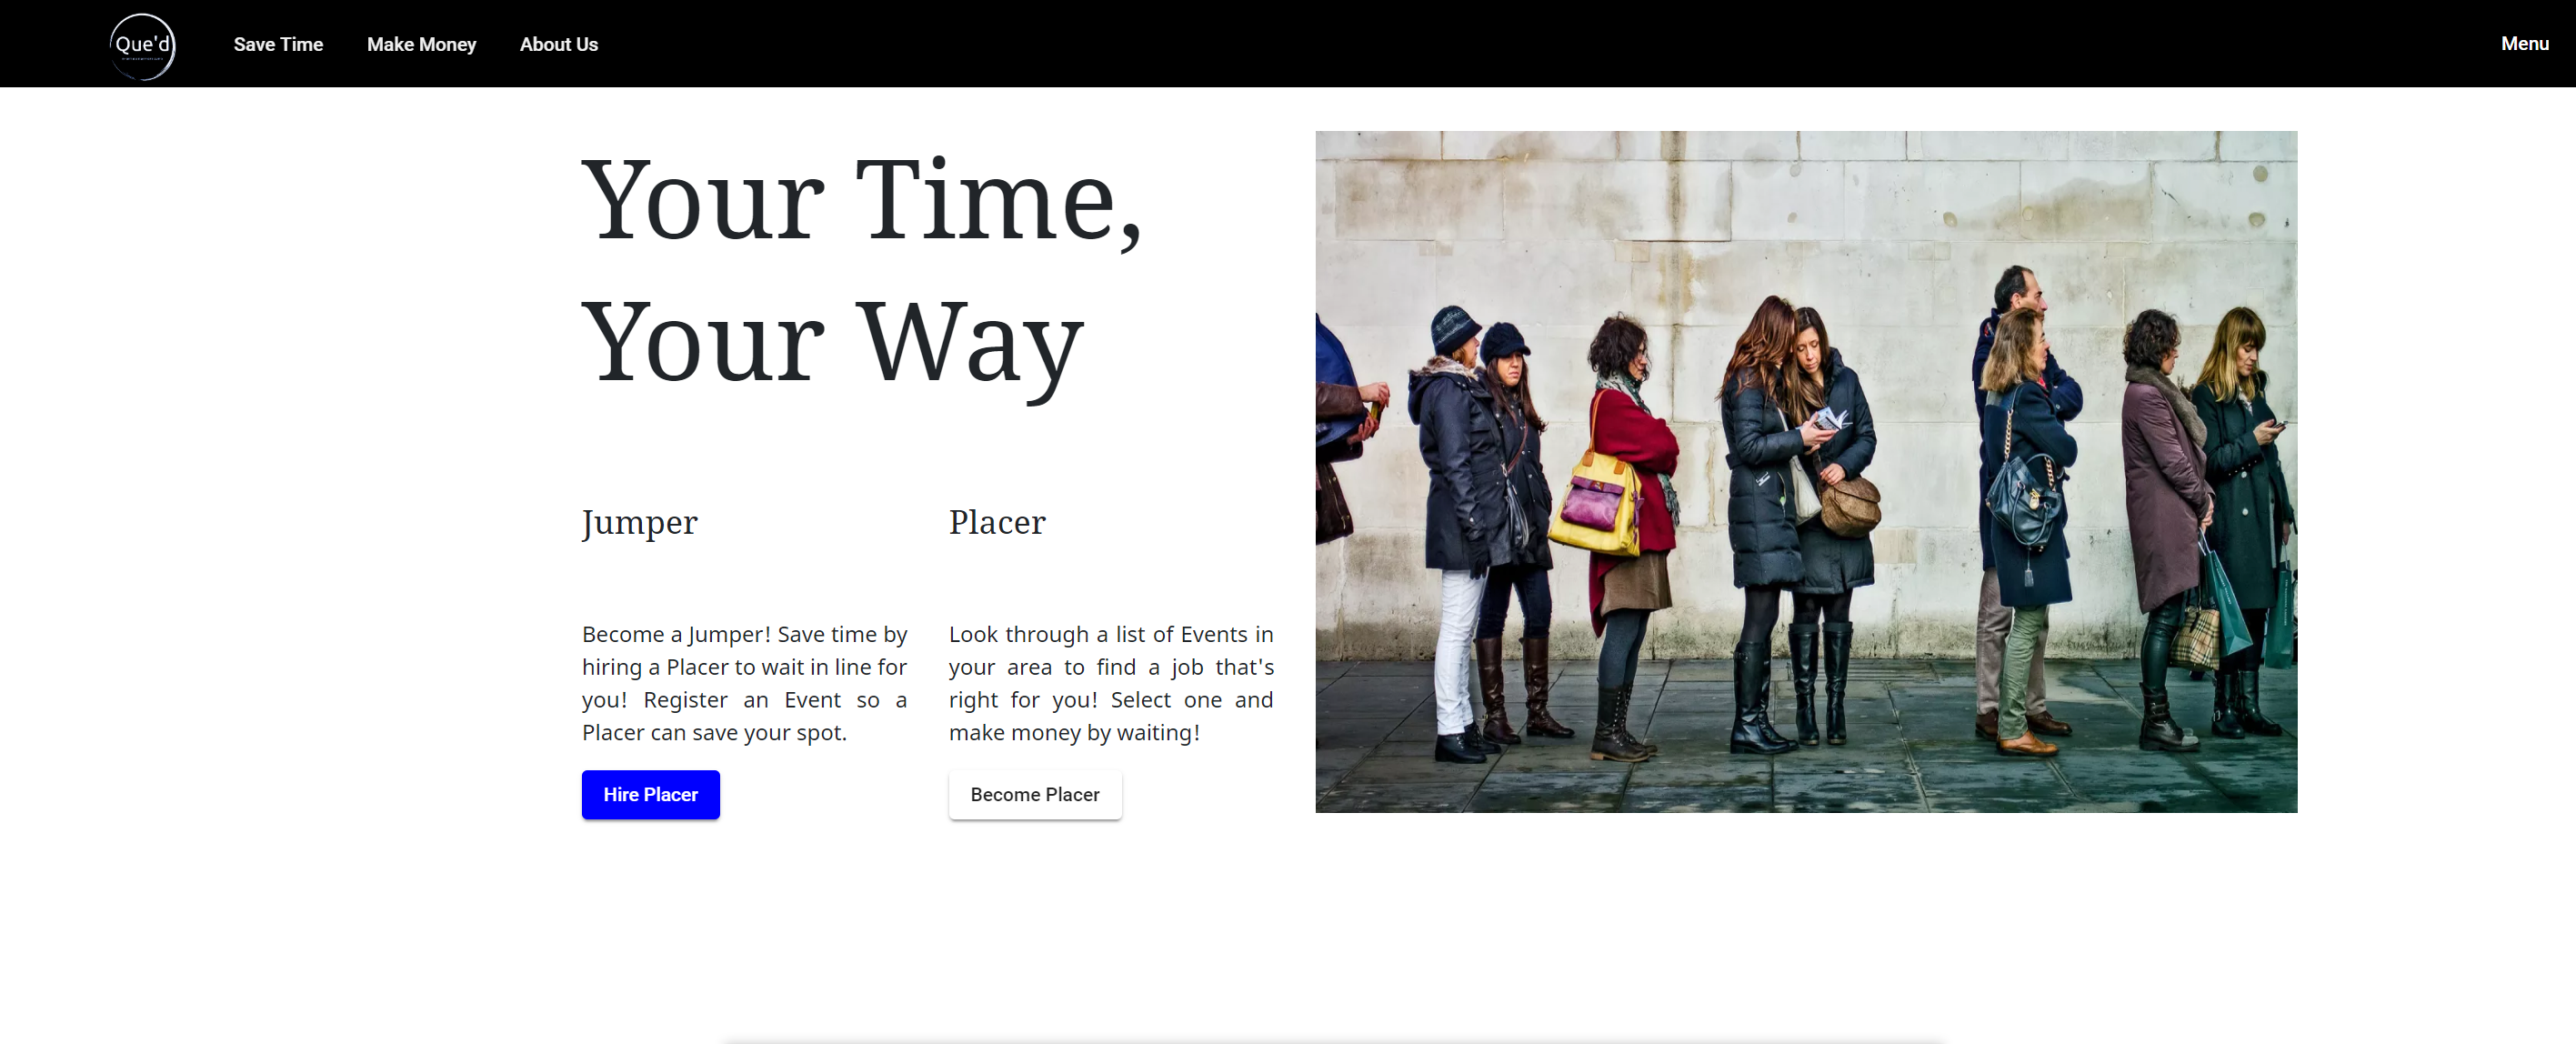 Que'd
Save Time
Make Money
About Us
Menu
Your Time,
Your Way
Jumper
Become a Jumper! Save time by
hiring a Placer to wait in line for
you! Register an Event so a
Placer can save your spot.
Hire Placer
Placer
Look through a list of Events in
your area to find a job that's
right for you! Select one and
make money by waiting!
Become Placer